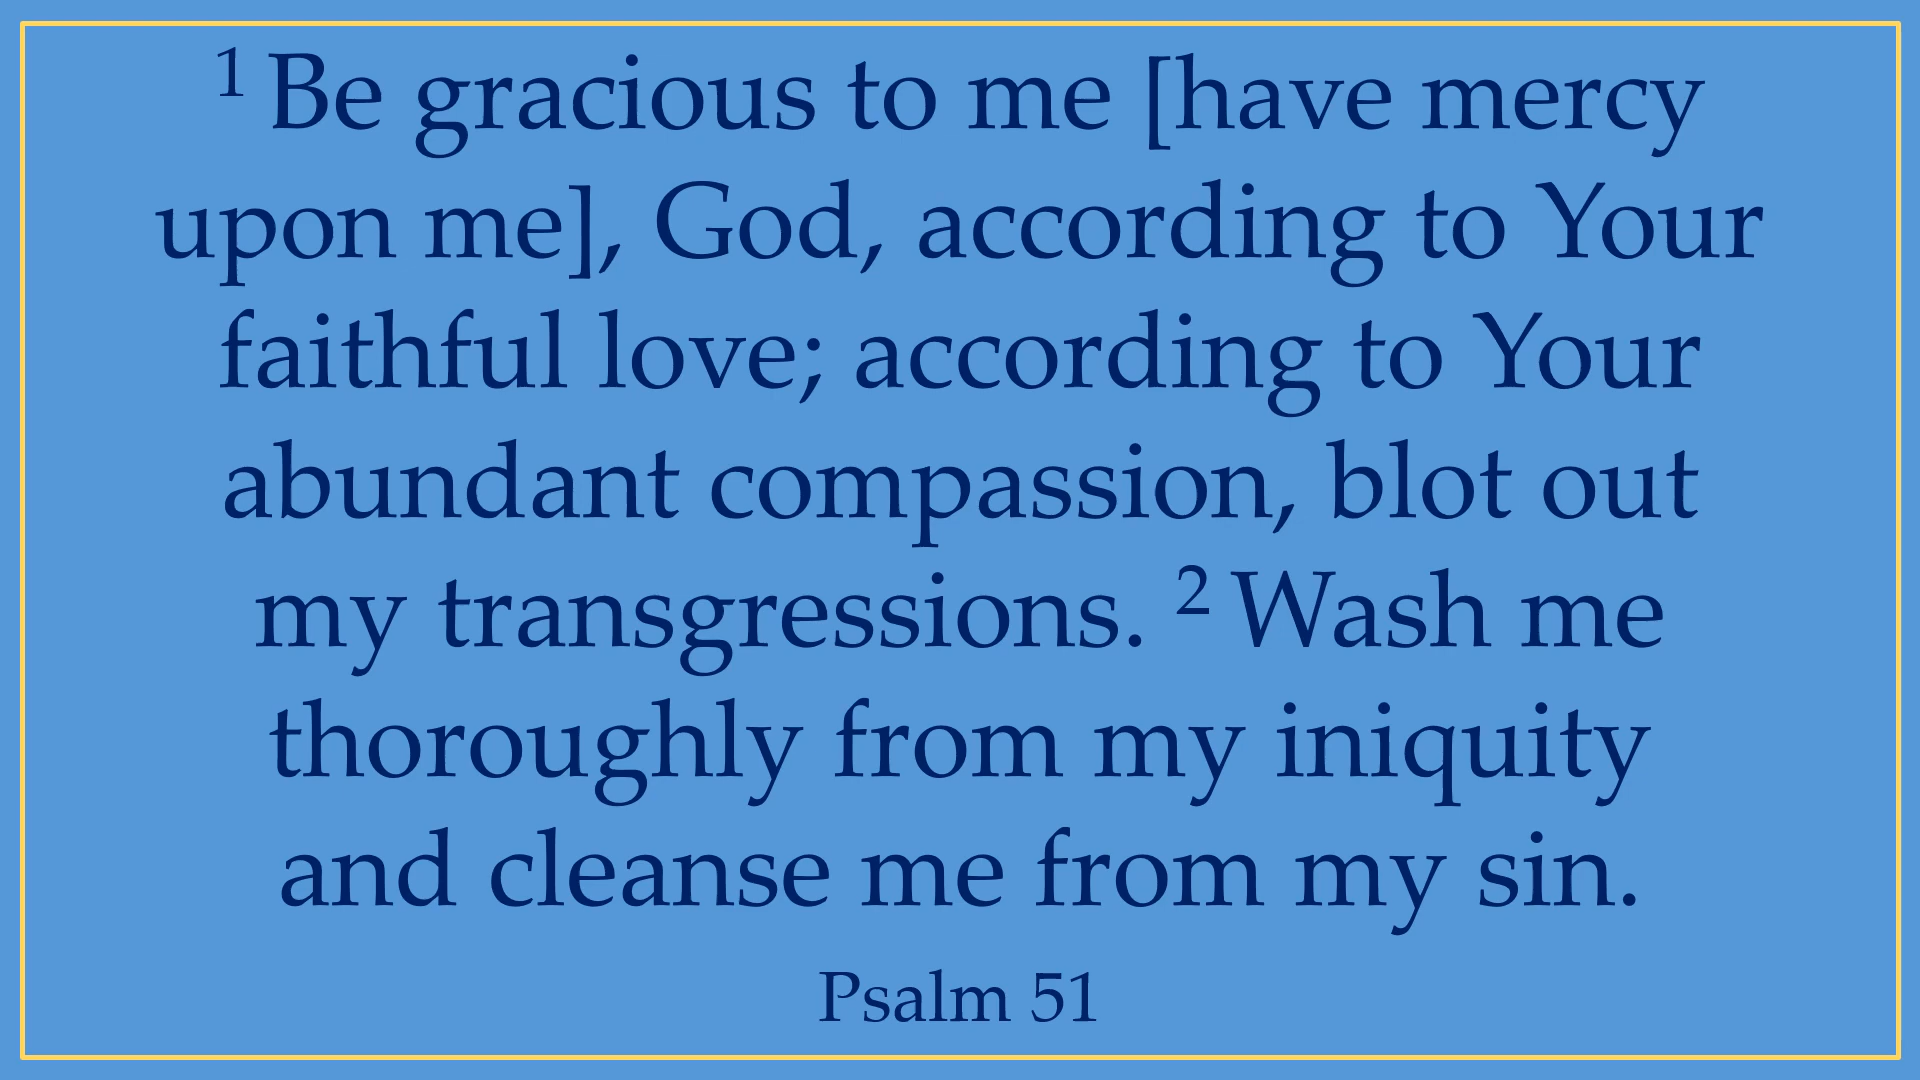 1 Be gracious to me [have mercy
upon me], God, according to Your
faithful love; according to Your
abundant compassion, blot out
my transgressions. 2 Wash me
thoroughly from my iniquity
and cleanse me from my sin.
Psalm 51